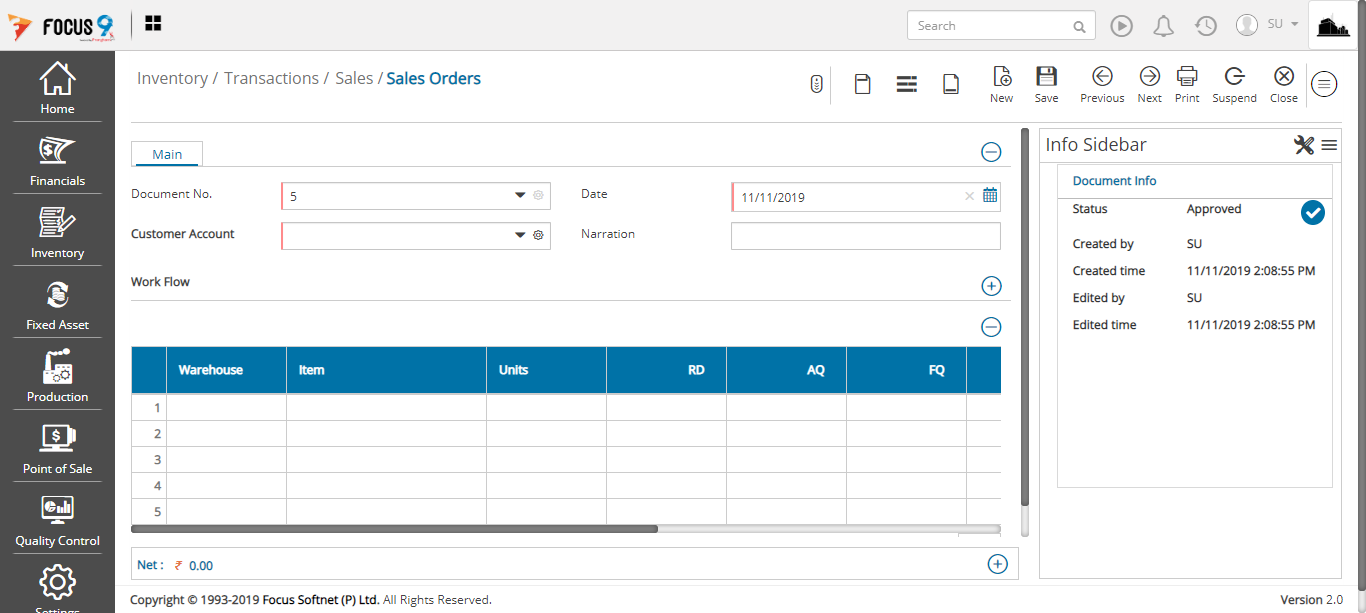 FOCUS 9
Search
SU
Home
Financials
Inventory
Fixed Asset
Production
Point of Sale
Quality Control
Settings
Inventory / Transactions / Sales / Sales Orders
New Save Previous Next Print Suspend Close
Main
Document No. 5 Date 11/11/2019
Customer Account Narration
Work Flow
Warehouse Item Units RD AQ FQ
1
2
3
4
5
Net : ₹ 0.00
Info Sidebar
Document Info
Status Approved
Created by SU
Created time 11/11/2019 2:08:55 PM
Edited by SU
Edited time 11/11/2019 2:08:55 PM
Copyright © 1993-2019 Focus Softnet (P) Ltd. All Rights Reserved.
Version 2.0